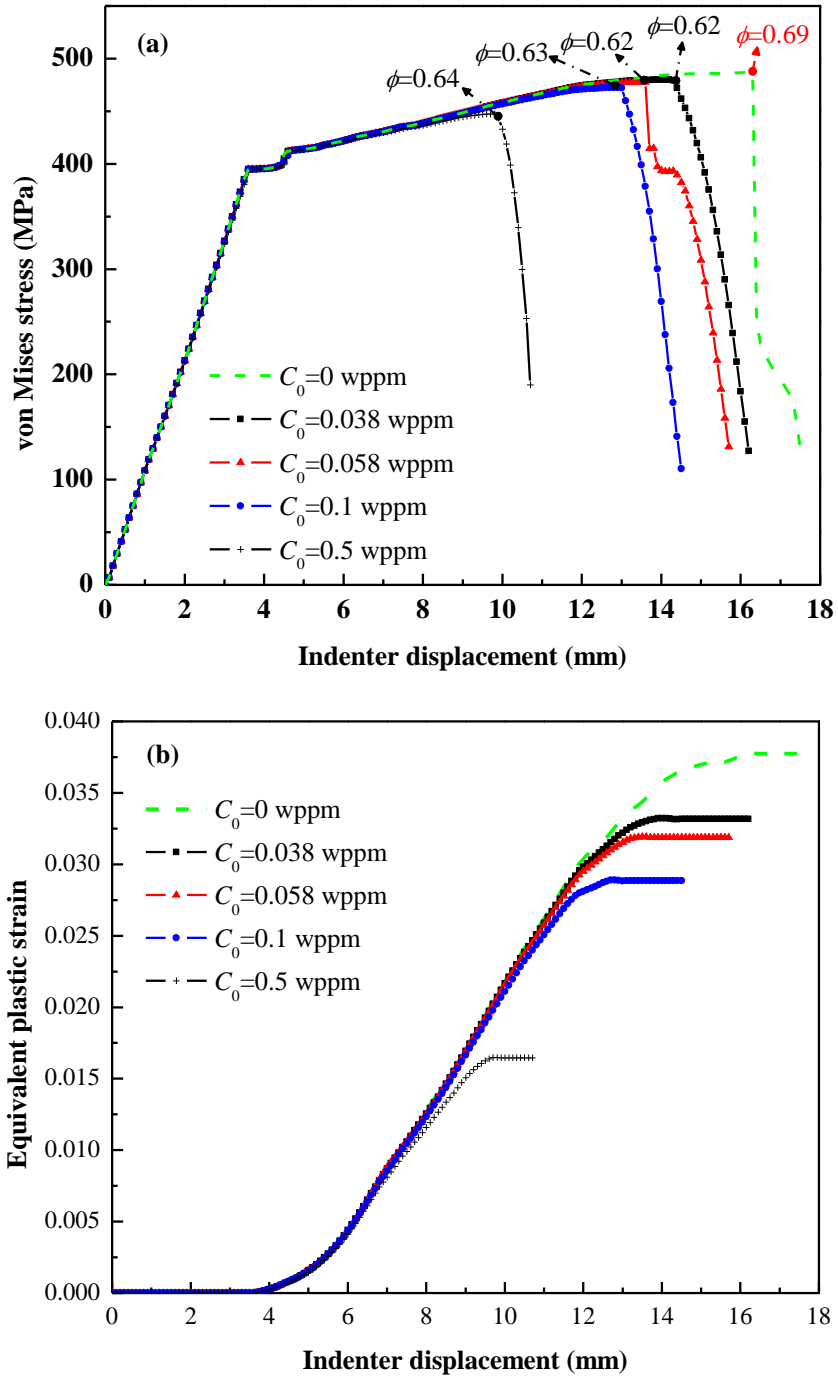 (a)
ϕ=0.64
ϕ=0.63
ϕ=0.62
ϕ=0.62
ϕ=0.69
500
400
300
200
100
0
von Mises stress (MPa)
C₀=0 wppm
C₀=0.038 wppm
C₀=0.058 wppm
C₀=0.1 wppm
C₀=0.5 wppm
0 2 4 6 8 10 12 14 16 18
Indenter displacement (mm)
(b)
0.040
0.035
0.030
0.025
0.020
0.015
0.010
0.005
0.000
Equivalent plastic strain
C₀=0 wppm
C₀=0.038 wppm
C₀=0.058 wppm
C₀=0.1 wppm
C₀=0.5 wppm
0 2 4 6 8 10 12 14 16 18
Indenter displacement (mm)